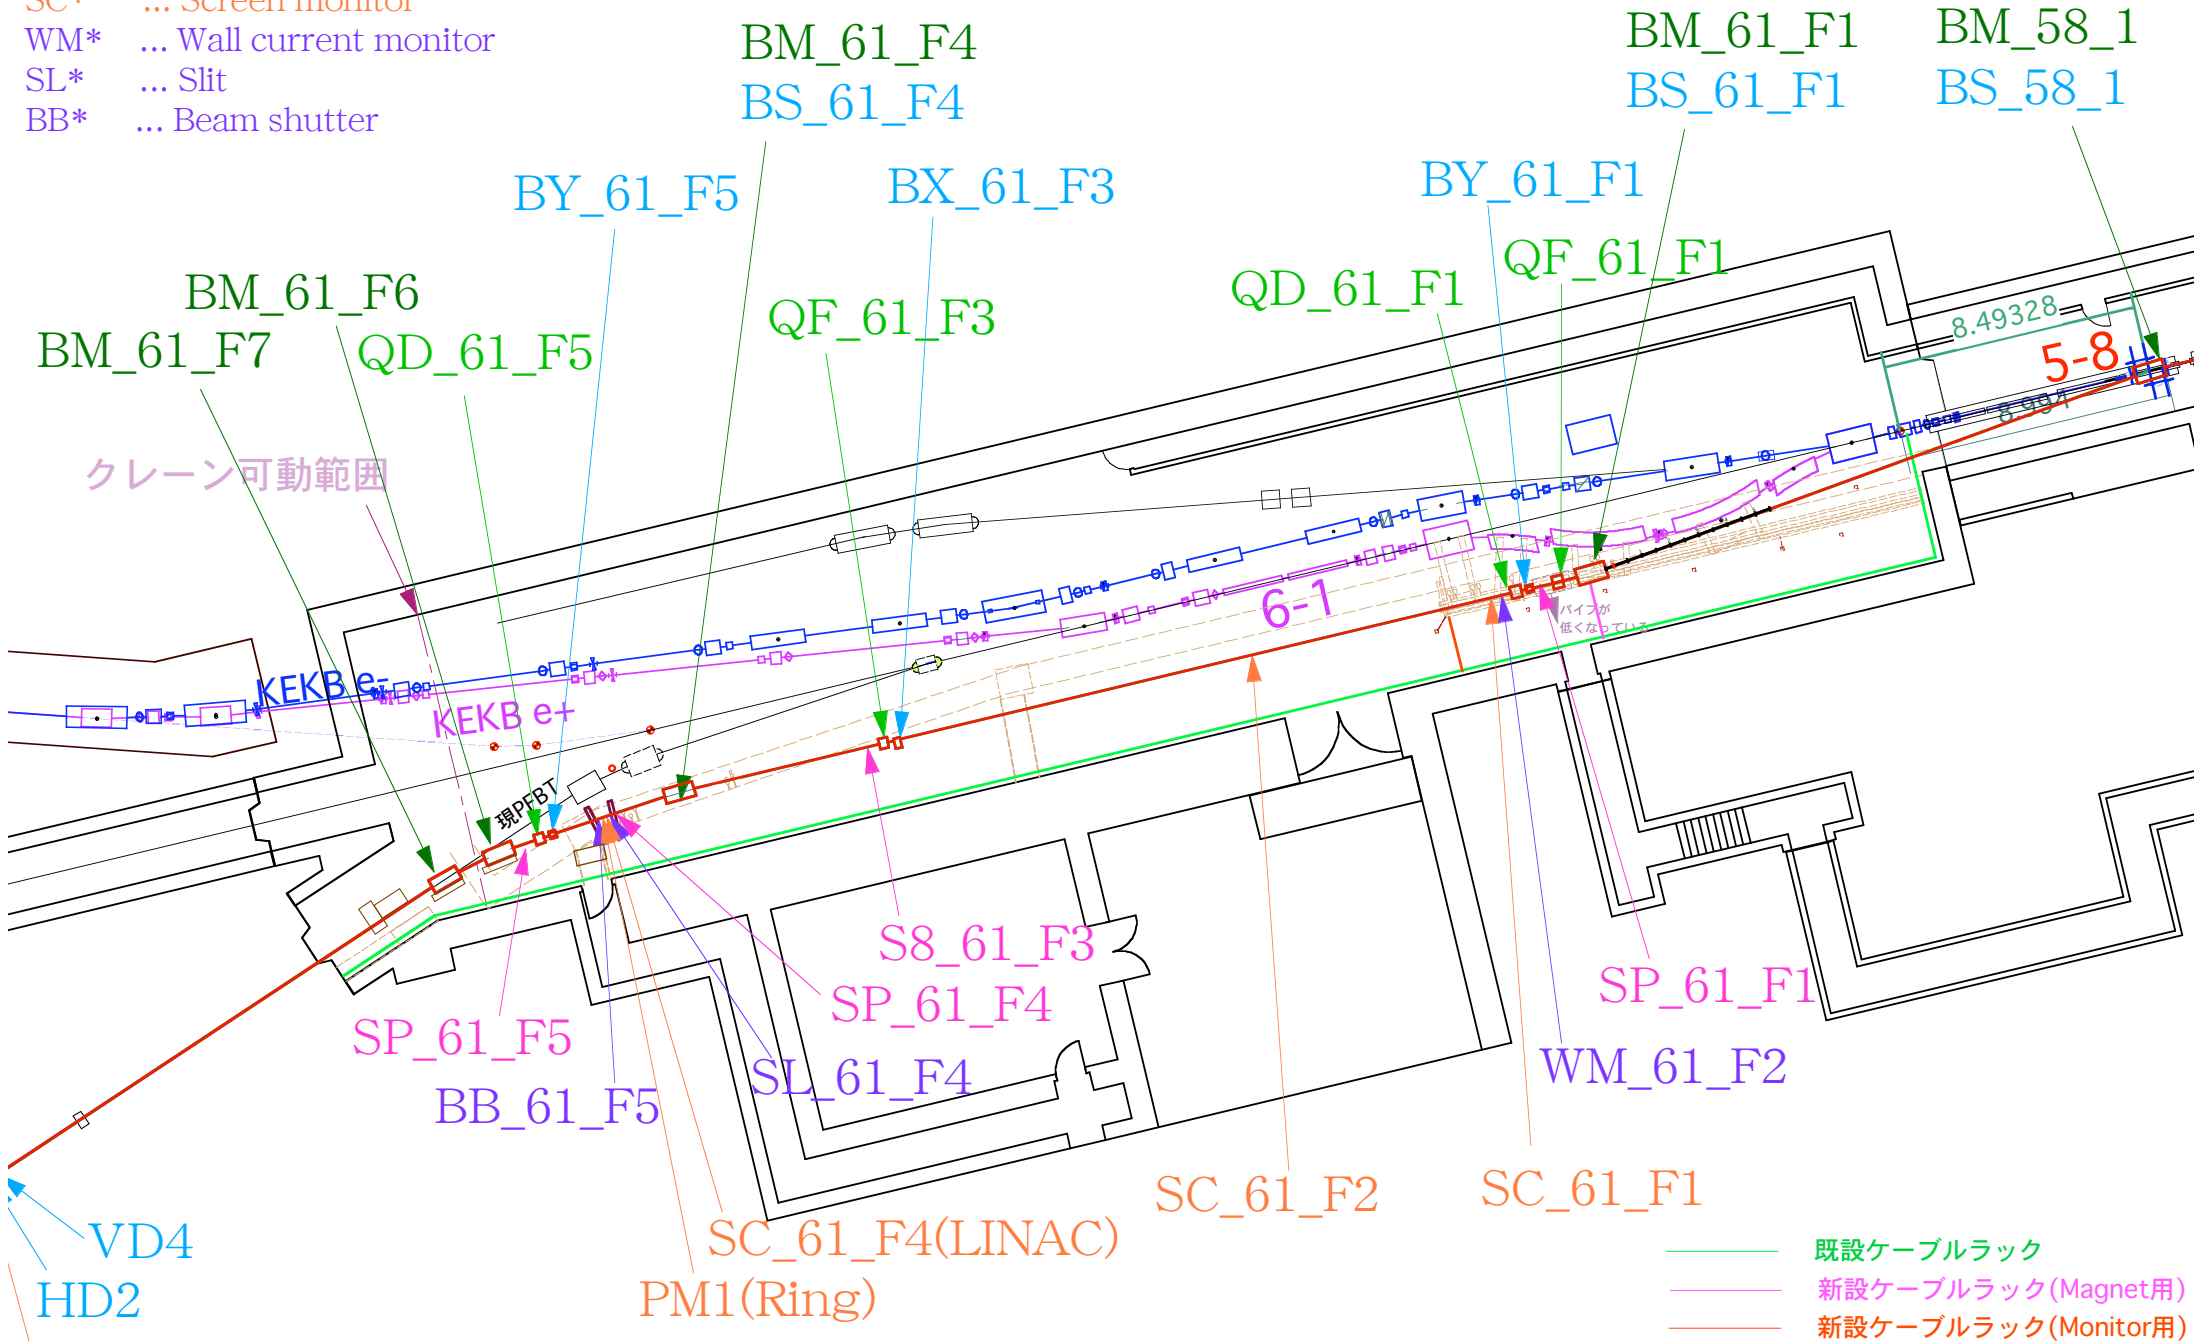 SC* ... Screen monitor
WM* ... Wall current monitor
SL* ... Slit
BB* ... Beam shutter
BM_61_F4
BS_61_F4
BM_61_F1
BS_61_F1
BM_58_1
BS_58_1
BY_61_F5
BX_61_F3
BY_61_F1
QF_61_F1
QD_61_F1
BM_61_F6
QF_61_F3
BM_61_F7
QD_61_F5
8.49328
5-8
8.994
クレーン可動範囲
6-1
パイプが
低くなっている
KEKB e-
KEKB e+
現PFBT
S8_61_F3
SP_61_F4
SP_61_F1
SP_61_F5
SL_61_F4
WM_61_F2
BB_61_F5
SC_61_F2
SC_61_F1
VD4
SC_61_F4(LINAC)
HD2
PM1(Ring)
既設ケーブルラック
新設ケーブルラック(Magnet用)
新設ケーブルラック(Monitor用)